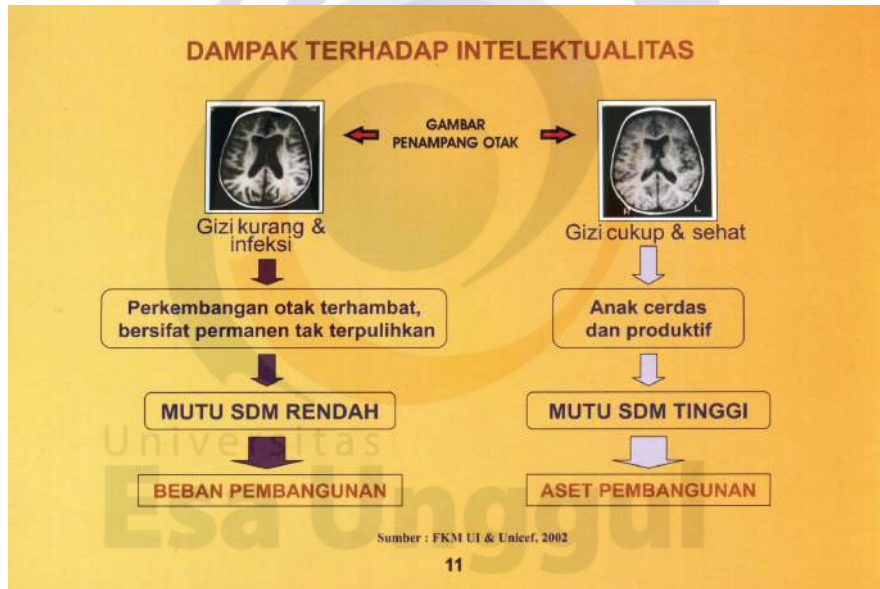 DAMPAK TERHADAP INTELEKTUALITAS
GAMBAR
PENAMPANG OTAK
Gizi kurang &
infeksi
Gizi cukup & sehat
Perkembangan otak terhambat,
bersifat permanen tak terpulihkan
Anak cerdas
dan produktif
MUTU SDM RENDAH
MUTU SDM TINGGI
BEBAN PEMBANGUNAN
ASET PEMBANGUNAN
Universitas
Esa Unggul
Sumber : FKM UI & Unicef, 2002
11